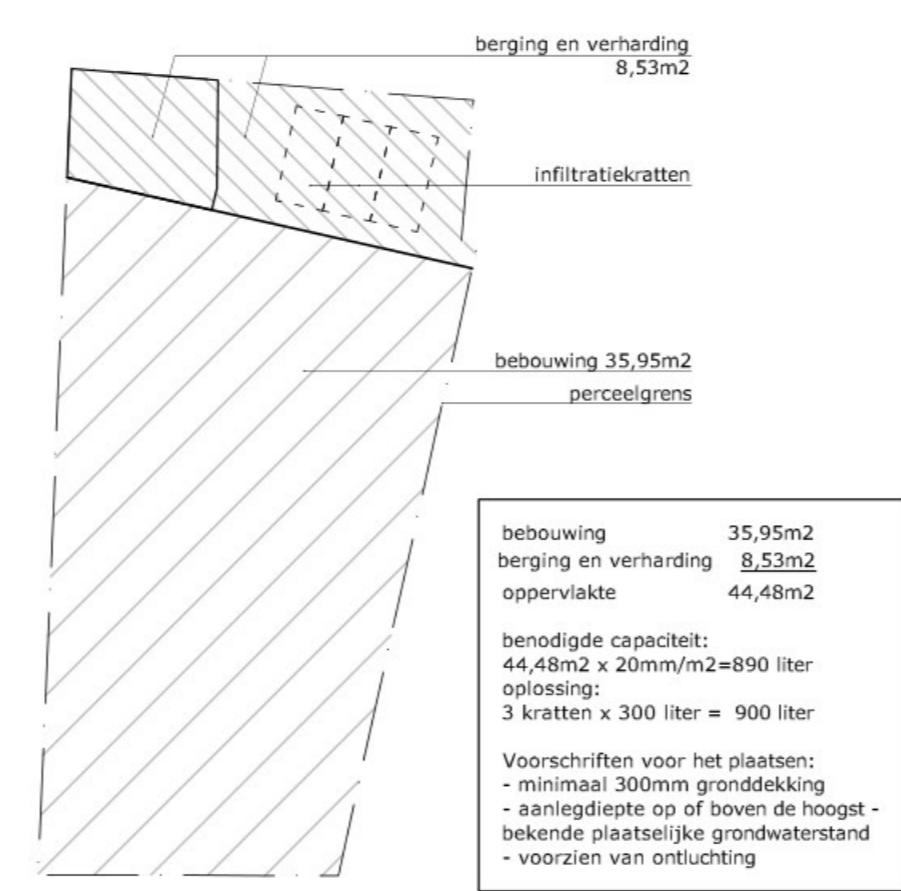 berging en verharding
8,53m2
infiltratiekratten
bebouwing 35,95m2
perceelgrens
bebouwing 35,95m2
berging en verharding 8,53m2
oppervlakte 44,48m2
benodigde capaciteit:
44,48m2 x 20mm/m2=890 liter
oplossing:
3 kratten x 300 liter = 900 liter
Voorschriften voor het plaatsen:
- minimaal 300mm gronddekking
- aanlegdiepte op of boven de hoogst -
bekende plaatselijke grondwaterstand
- voorzien van ontluchting